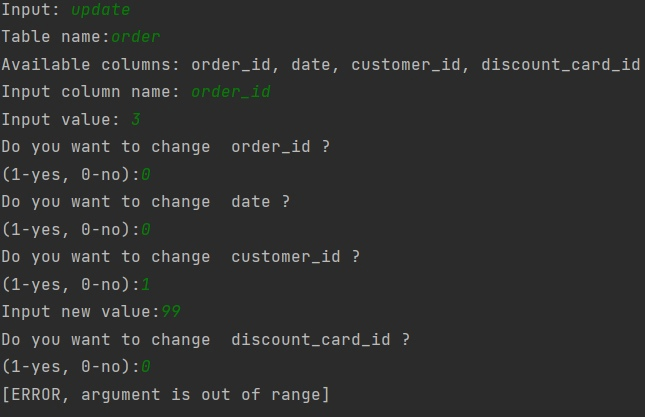 Input: update
Table name:order
Available columns: order_id, date, customer_id, discount_card_id
Input column name: order_id
Input value: 3
Do you want to change  order_id ?
(1-yes, 0-no):0
Do you want to change  date ?
(1-yes, 0-no):0
Do you want to change  customer_id ?
(1-yes, 0-no):1
Input new value:99
Do you want to change  discount_card_id ?
(1-yes, 0-no):0
[ERROR, argument is out of range]